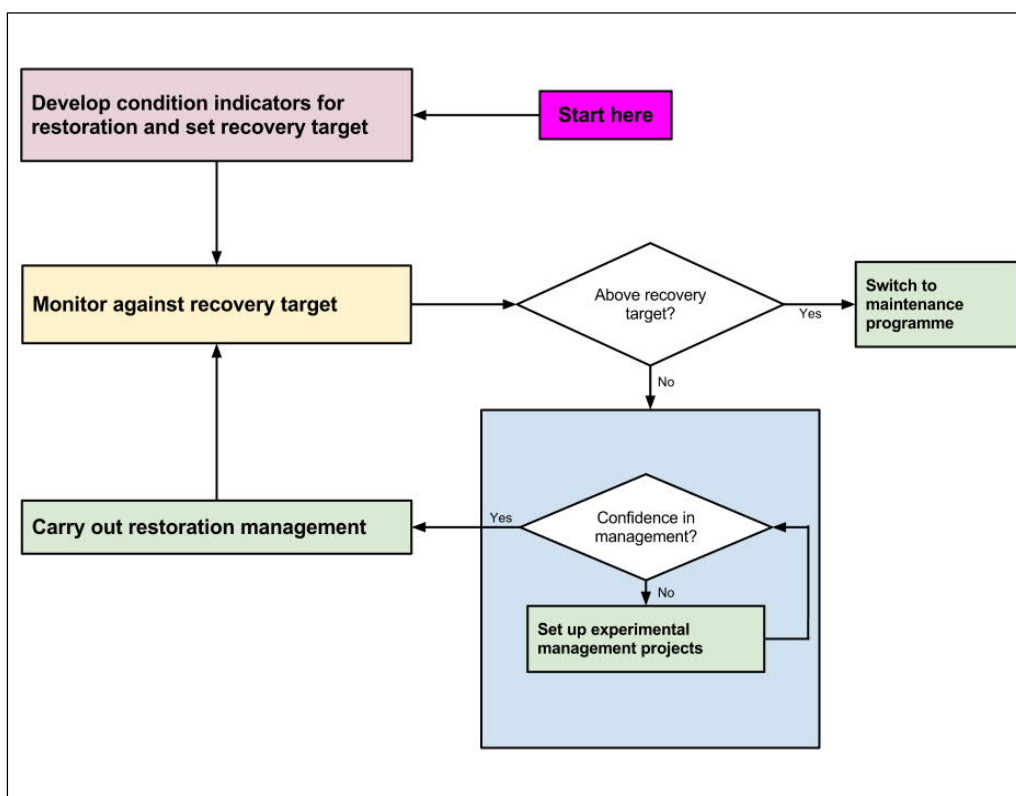 Develop condition indicators for
restoration and set recovery target
Start here
Monitor against recovery target
Above recovery
target?
Yes
Switch to
maintenance
programme
No
Carry out restoration management
Yes
Confidence in
management?
No
Set up experimental
management projects